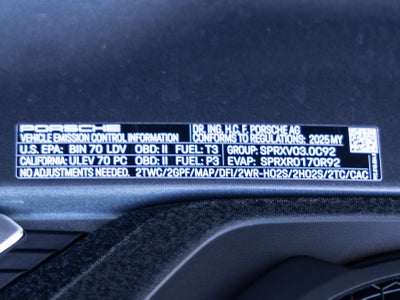 PORSCHE DR. ING. H.C. F. PORSCHE AG
VEHICLE EMISSION CONTROL INFORMATION CONFORMS TO REGULATIONS: 2025 MY
U.S. EPA: BIN 70 LDV OBD: II FUEL: T3 GROUP: SPRXV03.0C92
CALIFORNIA: ULEV 70 PC OBD: II FUEL: P3 EVAP: SPRXR0170R92
NO ADJUSTMENTS NEEDED. 2TWC/2GPF/MAP/DFI/2WR-HO2S/2HO2S/2TC/CAC